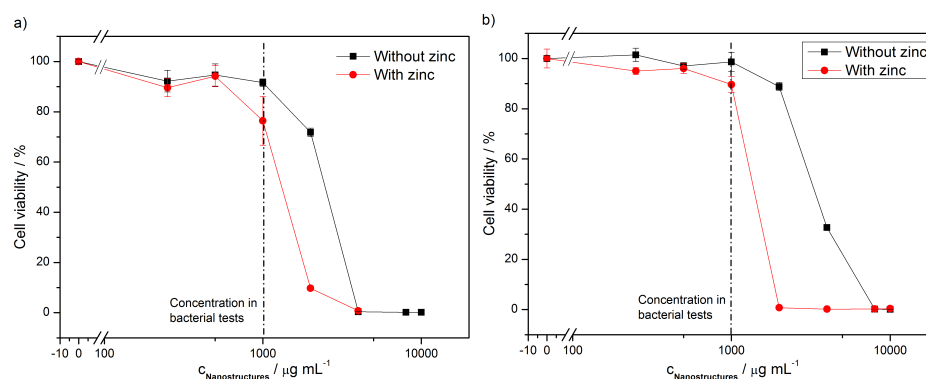 a)
Without zinc
With zinc
Cell viability / %
100
80
60
40
20
0
Concentration in
bacterial tests
-10 0 100 1000 10000
cNanostructures / μg mL-1
b)
Without zinc
With zinc
Cell viability / %
100
80
60
40
20
0
Concentration in
bacterial tests
-10 0 100 1000 10000
cNanostructures / μg mL-1